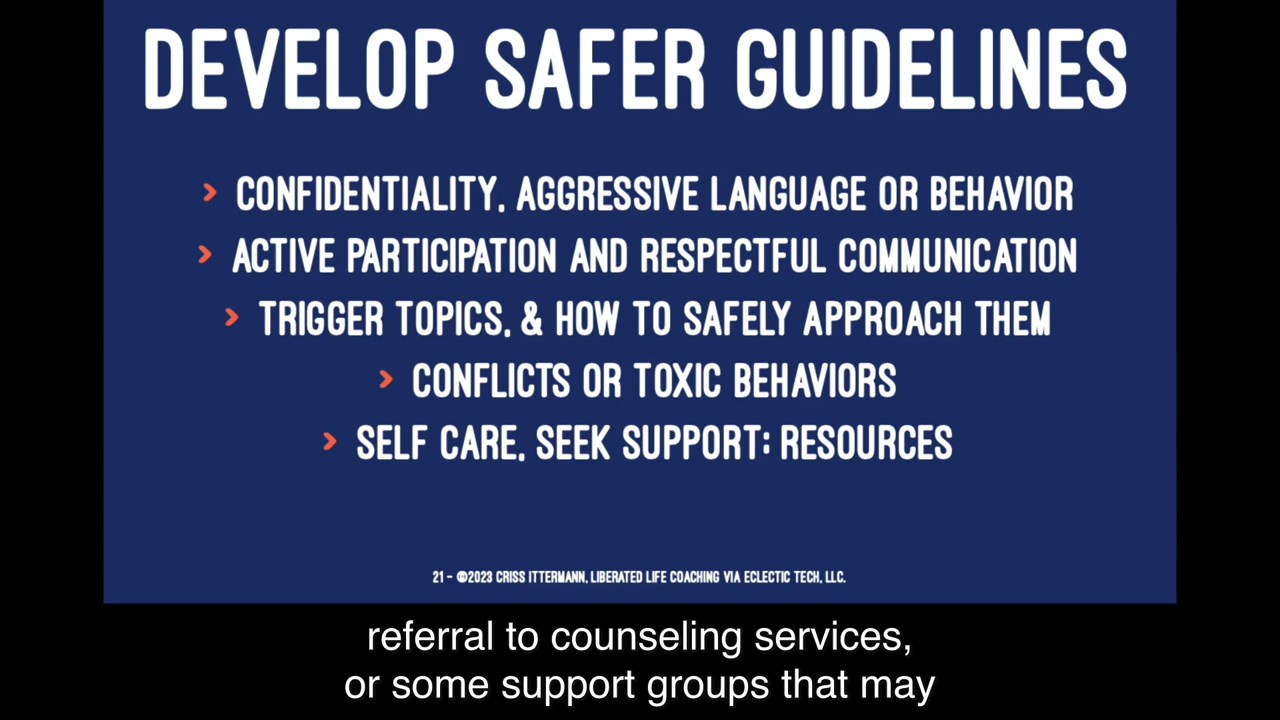 DEVELOP SAFER GUIDELINES
> CONFIDENTIALITY, AGGRESSIVE LANGUAGE OR BEHAVIOR
> ACTIVE PARTICIPATION AND RESPECTFUL COMMUNICATION
> TRIGGER TOPICS, & HOW TO SAFELY APPROACH THEM
> CONFLICTS OR TOXIC BEHAVIORS
> SELF CARE, SEEK SUPPORT; RESOURCES
21 - ©2023 CRISS ITTERMANN, LIBERATED LIFE COACHING VIA ECLECTIC TECH, LLC.
referral to counseling services,
or some support groups that may